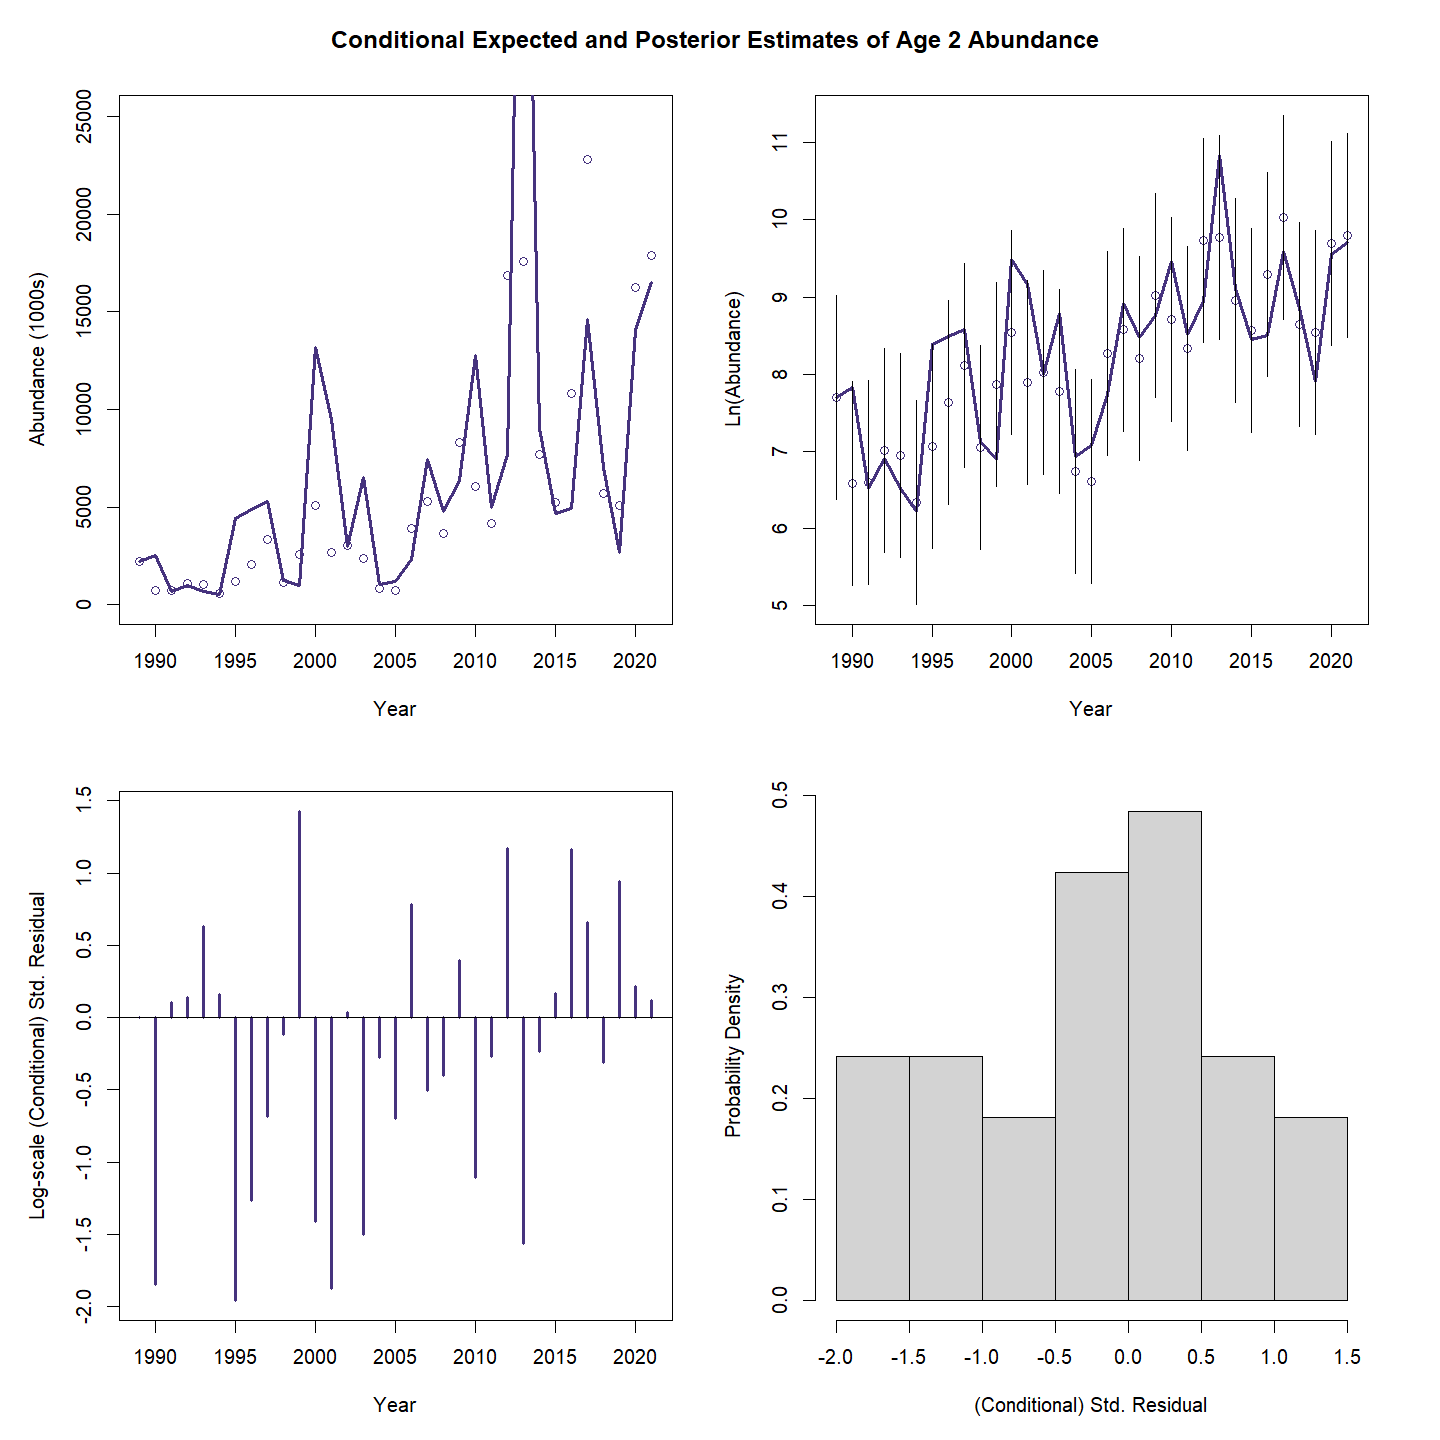 Conditional Expected and Posterior Estimates of Age 2 Abundance
Abundance (1000s)
25000
20000
15000
10000
5000
0
1990 1995 2000 2005 2010 2015 2020
Year
Ln(Abundance)
11
10
9
8
7
6
5
1990 1995 2000 2005 2010 2015 2020
Year
Log-scale (Conditional) Std. Residual
1.5
1.0
0.5
0.0
-0.5
-1.0
-1.5
-2.0
1990 1995 2000 2005 2010 2015 2020
Year
Probability Density
0.5
0.4
0.3
0.2
0.1
0.0
-2.0 -1.5 -1.0 -0.5 0.0 0.5 1.0 1.5
(Conditional) Std. Residual